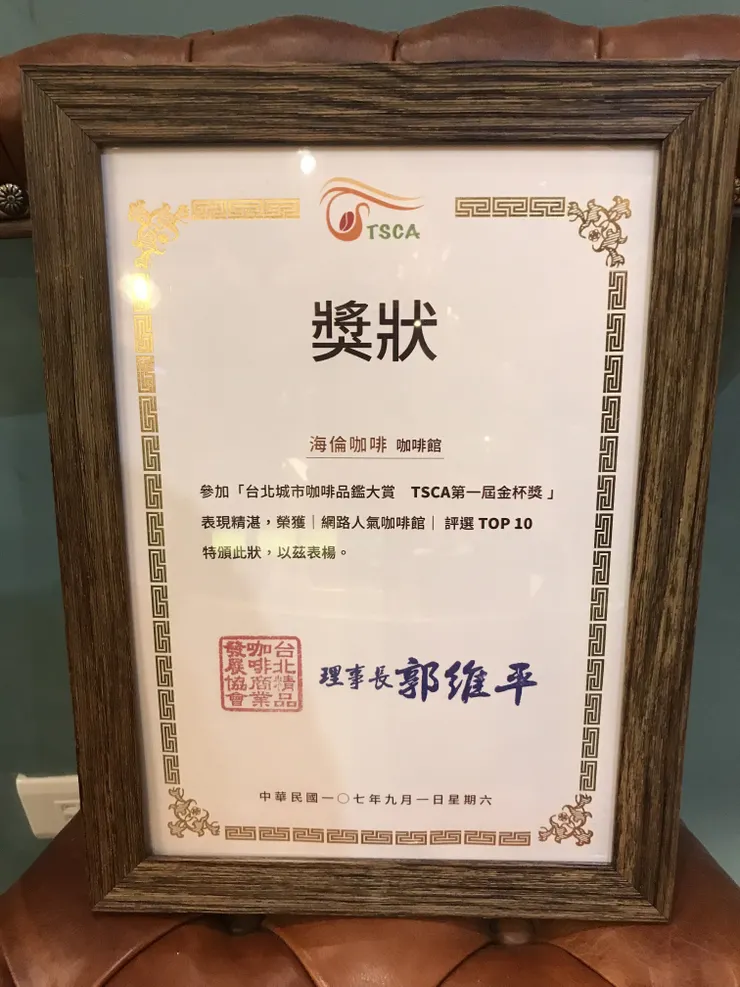 TSCA
獎狀
海倫咖啡 咖啡館
參加「台北城市咖啡品鑑大賞 TSCA第一屆金杯獎」
表現精湛，榮獲｜網路人氣咖啡館｜評選 TOP 10
特頒此狀，以茲表楊。
台北精品
咖啡商業
發展協會
理事長 郭維平
中華民國一〇七年九月一日星期六